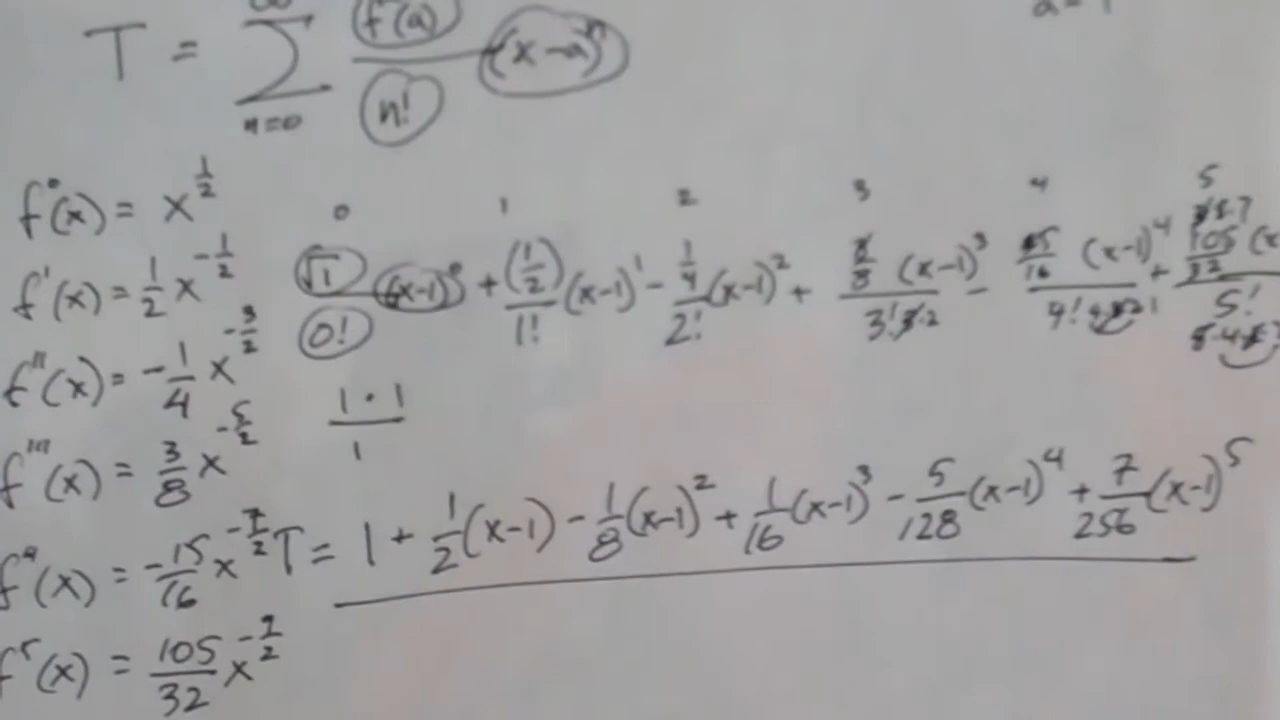 T = ∞ ∑ n=0 f(a) / n! (x-a)^n
a=1
f⁰(x) = x^(1/2)
0 1 2 3 4 5
√1 / 0! (x-1)⁰ + (1/2) / 1! (x-1)¹ - 1/4 / 2! (x-1)² + 3/8 / 3! 3·2 (x-1)³ - 15/16 / 4! (x-1)⁴ + 105/32 / 5! (x
f'(x) = 1/2 x^(-1/2)
f''(x) = -1/4 x^(-3/2)
1·1 / 1
f'''(x) = 3/8 x^(-5/2)
f⁴(x) = -15/16 x^(-7/2)
T = 1 + 1/2 (x-1) - 1/8 (x-1)² + 1/16 (x-1)³ - 5/128 (x-1)⁴ + 7/256 (x-1)⁵
f⁵(x) = 105/32 x^(-9/2)